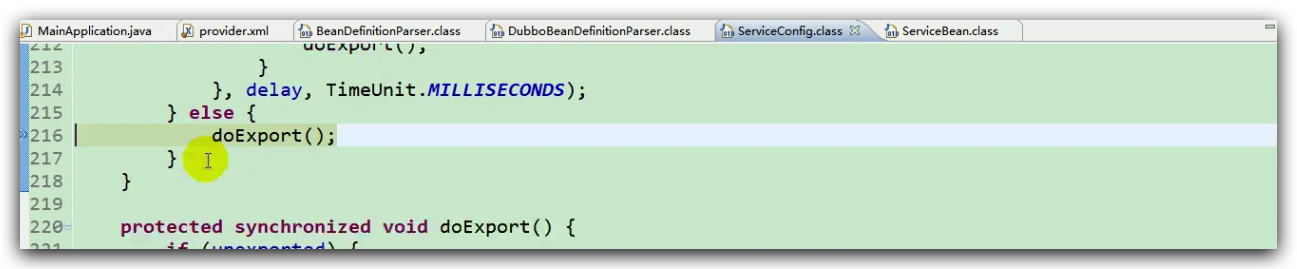 MainApplication.java provider.xml BeanDefinitionParser.class DubboBeanDefinitionParser.class ServiceConfig.class ServiceBean.class
212 doExport();
213 }
214 }, delay, TimeUnit.MILLISECONDS);
215 } else {
216 doExport();
217 }
218 }
219
220 protected synchronized void doExport() {
221 if (unexported) {